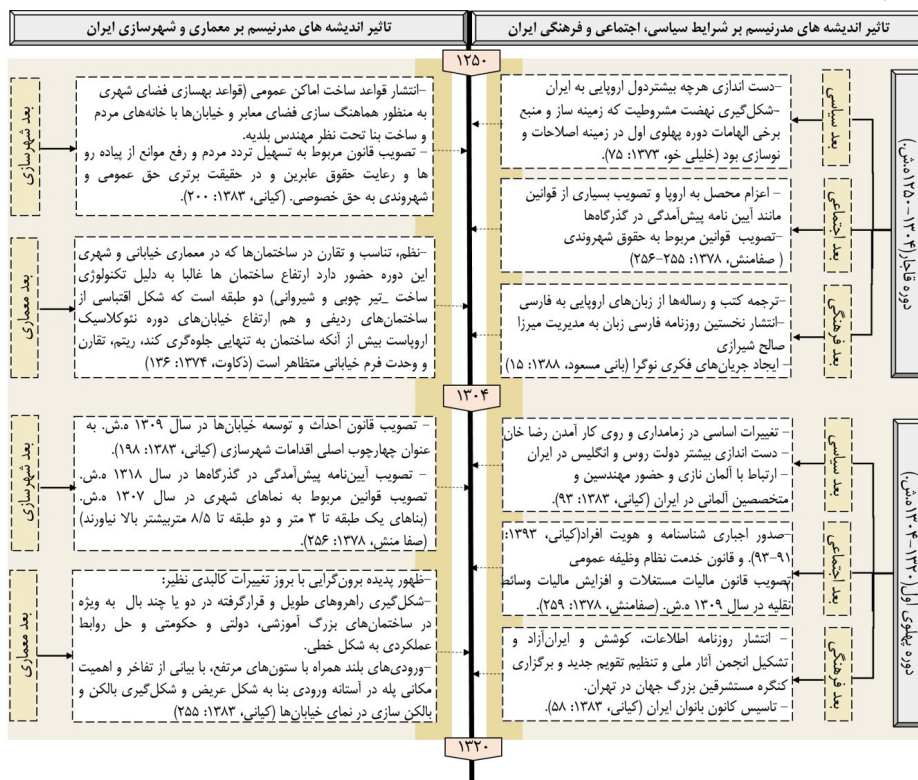 تاثیر اندیشه های مدرنیسم بر شرایط سیاسی، اجتماعی و فرهنگی ایران
تاثیر اندیشه های مدرنیسم بر معماری و شهرسازی ایران
۱۲۵۰
دوره قاجار(۱۳۰۴-۱۲۵۰ه.ش.)
بعد سیاسی
-دست اندازی هرچه بیشتردول اروپایی به ایران
-شکل‌گیری نهضت مشروطیت که زمینه ساز و منبع
برخی الهامات دوره پهلوی اول در زمینه اصلاحات و
نوسازی بود (خلیلی خو، ۱۳۷۳: ۷۵).
بعد اجتماعی
- اعزام محصل به اروپا و تصویب بسیاری از قوانین
مانند آیین نامه پیش‌آمدگی در گذرگاه‌ها
-تصویب قوانین مربوط به حقوق شهروندی
( صفامنش، ۱۳۷۸: ۲۵۵-۲۵۶)
بعد فرهنگی
-ترجمه کتب و رساله‌ها از زبان‌های اروپایی به فارسی
-انتشار نخستین روزنامه فارسی زبان به مدیریت میرزا
صالح شیرازی
- ایجاد جریان‌های فکری نوگرا (بانی مسعود، ۱۳۸۸: ۱۵)
بعد شهرسازی
-انتشار قواعد ساخت اماکن عمومی (قواعد بهسازی فضای شهری
به منظور هماهنگ سازی فضای معابر و خیابان‌ها با خانه‌های مردم
و ساخت بنا تحت نظر مهندس بلدیه.
- تصویب قانون مربوط به تسهیل تردد مردم و رفع موانع از پیاده رو
ها و رعایت حقوق عابرین و در حقیقت برتری حق عمومی و
شهروندی به حق خصوصی. (کیانی، ۱۳۸۳: ۲۰۰).
بعد معماری
-نظم، تناسب و تقارن در ساختمان‌ها که در معماری خیابانی و شهری
این دوره حضور دارد ارتفاع ساختمان ها غالبا به دلیل تکنولوژی
ساخت _تیر چوبی و شیروانی) دو طبقه است که شکل اقتباسی از
ساختمان‌های ردیفی و هم ارتفاع خیابان‌های دوره نئوکلاسیک
اروپاست بیش از آنکه ساختمان به تنهایی جلوه‌گری کند، ریتم، تقارن
و وحدت فرم خیابانی متظاهر است (ذکاوت، ۱۳۷۴: ۱۳۶)
۱۳۰۴
دوره پهلوی اول(۱۳۲۰-۱۳۰۴ه.ش.)
بعد سیاسی
- تغییرات اساسی در زمامداری و روی کار آمدن رضا خان
- دست اندازی بیشتر دولت روس و انگلیس در ایران
- ارتباط با آلمان نازی و حضور مهندسین و
متخصصین آلمانی در ایران (کیانی، ۱۳۸۳: ۹۳).
بعد اجتماعی
-صدور اجباری شناسنامه و هویت افراد(کیانی، ۱۳۹۳:
۹۱-۹۳). و قانون خدمت نظام وظیفه عمومی
تصویب قانون مالیات مستغلات و افزایش مالیات وسائط
نقلیه در سال ۱۳۰۹ ه.ش. (صفامنش، ۱۳۷۸: ۲۵۹).
بعد فرهنگی
- انتشار روزنامه اطلاعات، کوشش و ایران‌آزاد و
تشکیل انجمن آثار ملی و تنظیم تقویم جدید و برگزاری
کنگره مستشرقین بزرگ جهان در تهران.
- تاسیس کانون بانوان ایران (کیانی، ۱۳۸۳: ۵۸).
بعد شهرسازی
- تصویب قانون احداث و توسعه خیابان‌ها در سال ۱۳۰۹ ه.ش. به
عنوان چهارچوب اصلی اقدامات شهرسازی (کیانی، ۱۳۸۳: ۱۹۸).
- تصویب آیین‌نامه پیش‌آمدگی در گذرگاه‌ها در سال ۱۳۱۸ ه.ش.
تصویب قوانین مربوط به نماهای شهری در سال ۱۳۰۷ ه.ش.
(بناهای یک طبقه تا ۳ متر و دو طبقه تا ۸/۵ متربیشتر بالا نیاورند)
(صفا منش، ۱۳۷۸: ۲۵۶).
بعد معماری
-ظهور پدیده برون‌گرایی با بروز تغییرات کالبدی نظیر:
-شکل‌گیری راهروهای طویل و قرارگرفته در دو یا چند بال به ویژه
در ساختمان‌های بزرگ آموزشی، دولتی و حکومتی و حل روابط
عملکردی به شکل خطی.
-ورودی‌های بلند همراه با ستون‌های مرتفع، با بیانی از تفاخر و اهمیت
مکانی پله در آستانه ورودی بنا به شکل عریض و شکل‌گیری بالکن و
بالکن سازی در نمای خیابان‌ها (کیانی، ۱۳۸۳: ۲۵۵)
۱۳۲۰